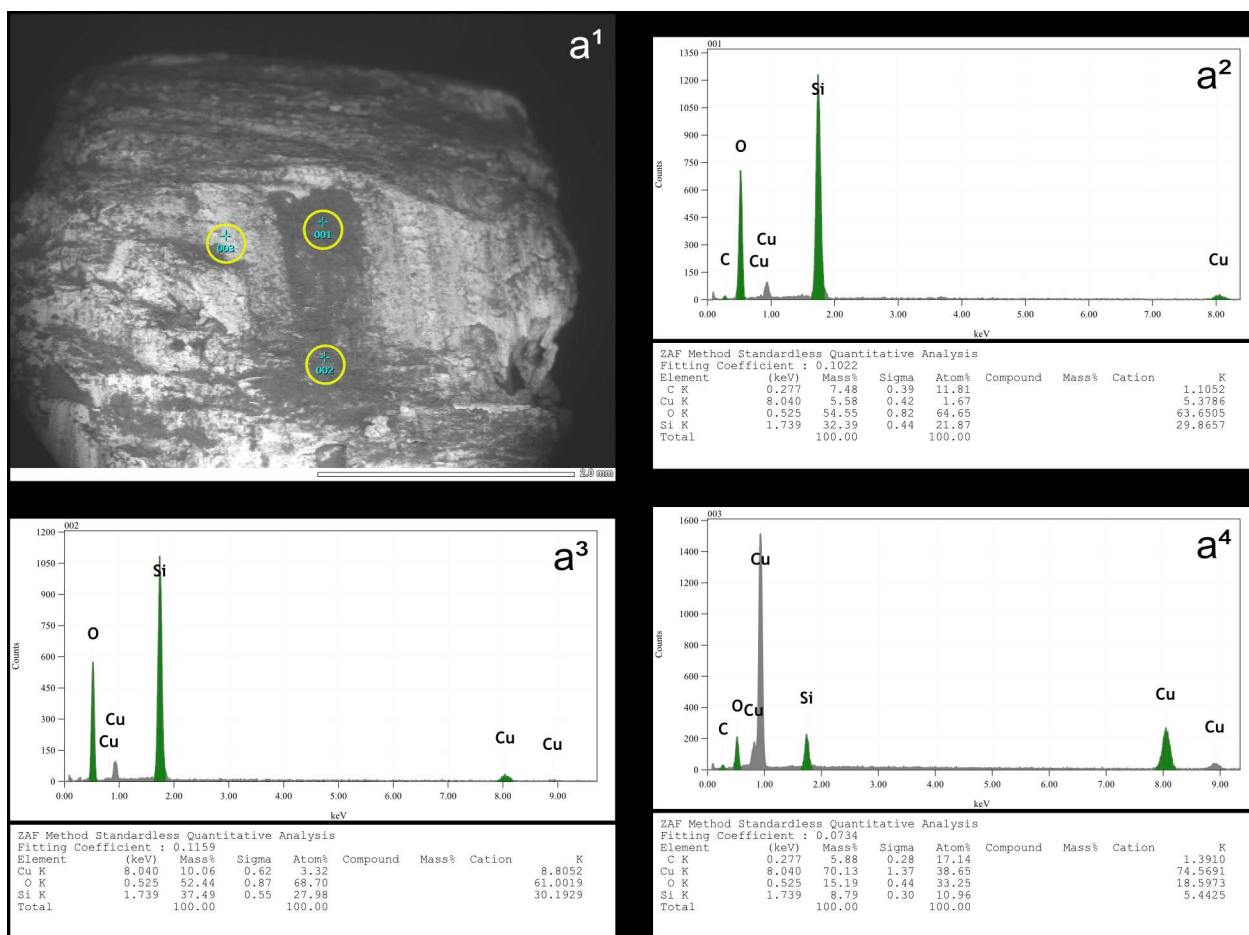 a¹
003
001
002
2.0 mm
001
a²
1350
1200
1050
900
750
600
450
300
150
0
Counts
C
O
Cu
Cu
Si
Cu
0.00 1.00 2.00 3.00 4.00 5.00 6.00 7.00 8.00
keV
ZAF Method Standardless Quantitative Analysis
Fitting Coefficient : 0.1022
Element (keV) Mass% Sigma Atom% Compound Mass% Cation K
C K 0.277 7.48 0.39 11.81 1.1052
Cu K 8.040 5.58 0.42 1.67 5.3786
O K 0.525 54.55 0.82 64.65 63.6505
Si K 1.739 32.39 0.44 21.87 29.8657
Total 100.00 100.00
002
a³
1200
1050
900
750
600
450
300
150
0
Counts
O
Cu
Cu
Si
Cu
Cu
0.00 1.00 2.00 3.00 4.00 5.00 6.00 7.00 8.00 9.00
keV
ZAF Method Standardless Quantitative Analysis
Fitting Coefficient : 0.1159
Element (keV) Mass% Sigma Atom% Compound Mass% Cation K
Cu K 8.040 10.06 0.62 3.32 8.8052
O K 0.525 52.44 0.87 68.70 61.0019
Si K 1.739 37.49 0.55 27.98 30.1929
Total 100.00 100.00
003
a⁴
1600
1400
1200
1000
800
600
400
200
0
Counts
C
O
Cu
Cu
Si
Cu
Cu
0.00 1.00 2.00 3.00 4.00 5.00 6.00 7.00 8.00 9.00
keV
ZAF Method Standardless Quantitative Analysis
Fitting Coefficient : 0.0734
Element (keV) Mass% Sigma Atom% Compound Mass% Cation K
C K 0.277 5.88 0.28 17.14 1.3910
Cu K 8.040 70.13 1.37 38.65 74.5691
O K 0.525 15.19 0.44 33.25 18.5973
Si K 1.739 8.79 0.30 10.96 5.4425
Total 100.00 100.00